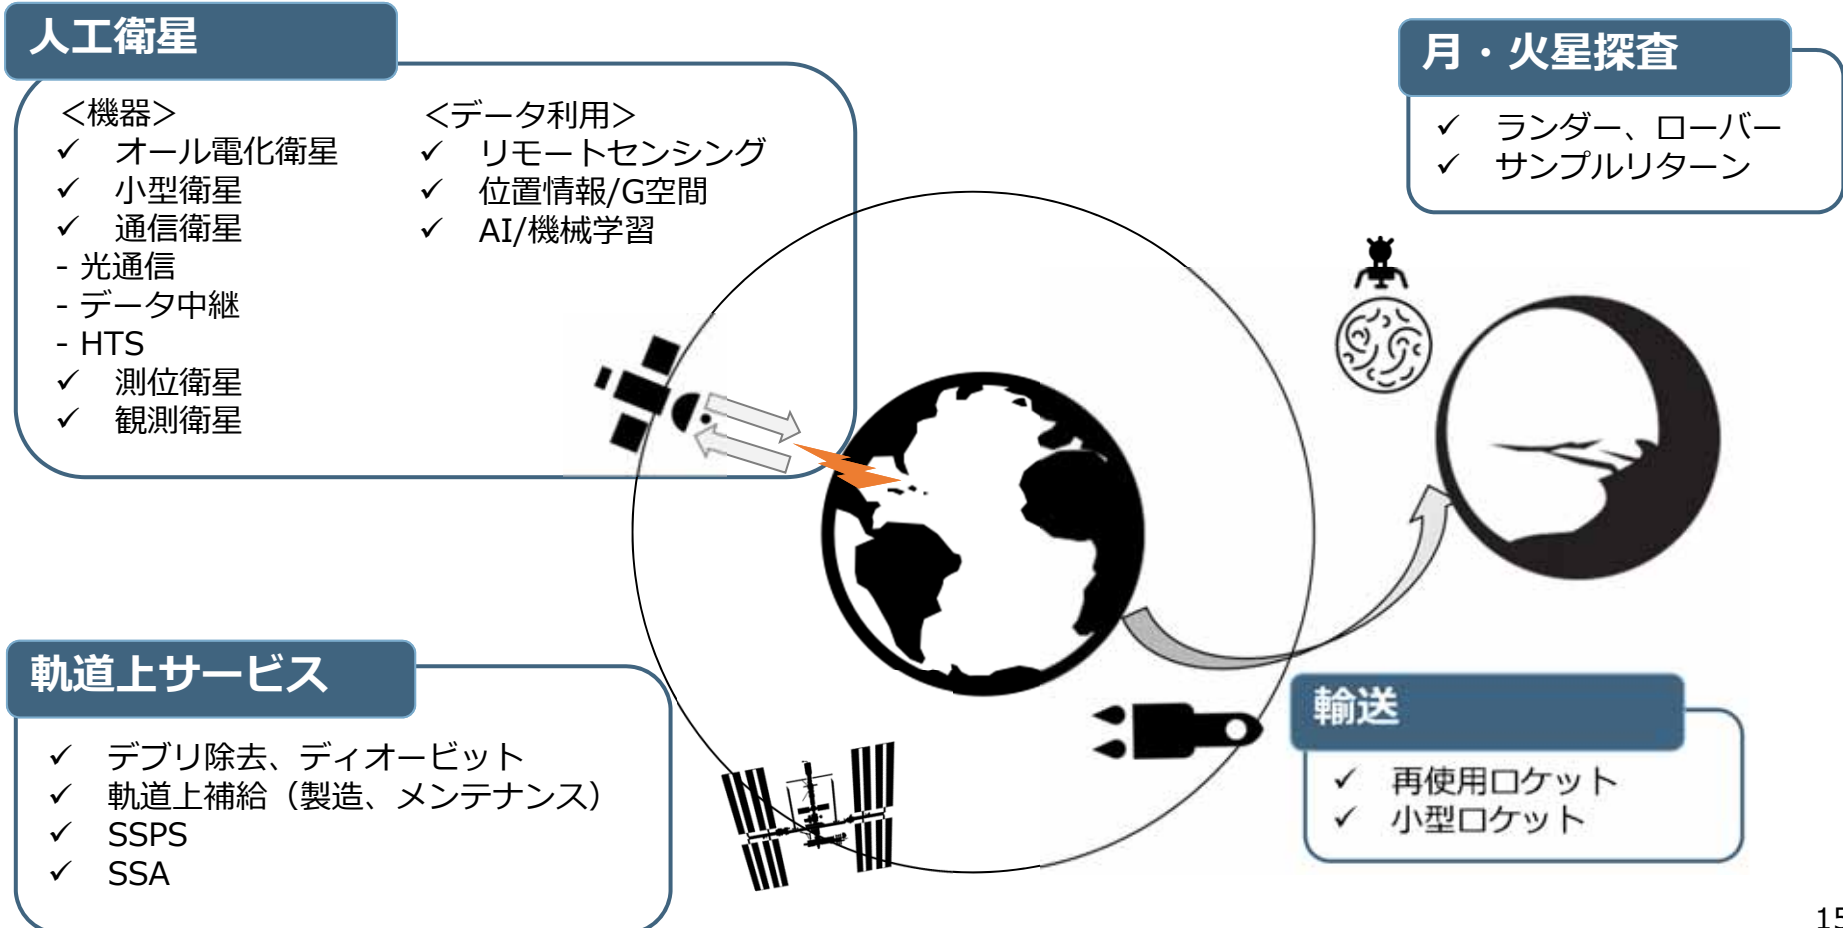 人工衛星
＜機器＞
✓ オール電化衛星
✓ 小型衛星
✓ 通信衛星
- 光通信
- データ中継
- HTS
✓ 測位衛星
✓ 観測衛星
＜データ利用＞
✓ リモートセンシング
✓ 位置情報/G空間
✓ AI/機械学習
月・火星探査
✓ ランダー、ローバー
✓ サンプルリターン
軌道上サービス
✓ デブリ除去、ディオービット
✓ 軌道上補給（製造、メンテナンス）
✓ SSPS
✓ SSA
輸送
✓ 再使用ロケット
✓ 小型ロケット
15